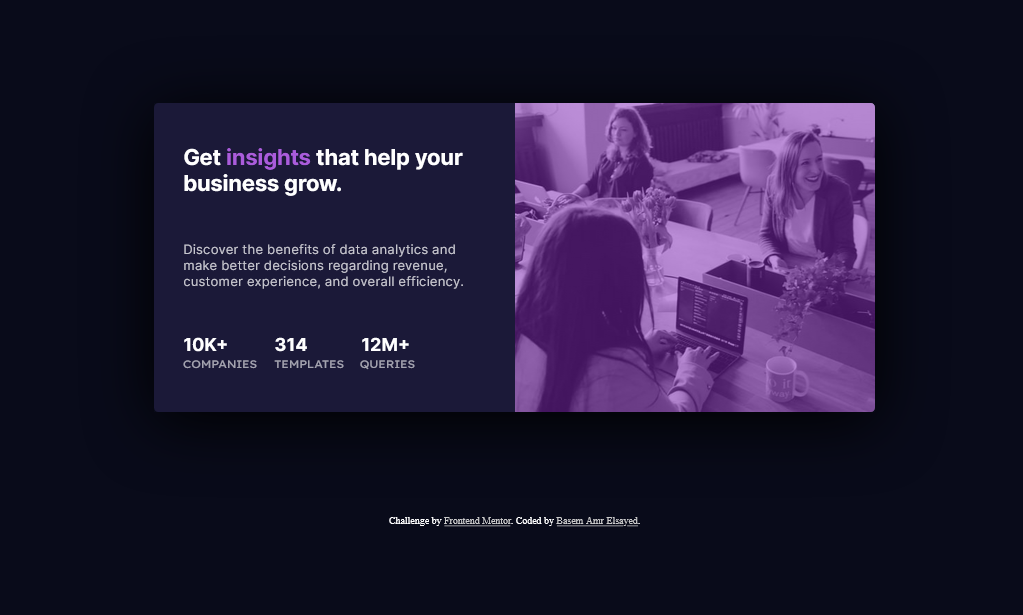 Get insights that help your
business grow.
Discover the benefits of data analytics and
make better decisions regarding revenue,
customer experience, and overall efficiency.
10K+ 314 12M+
COMPANIES TEMPLATES QUERIES
Challenge by Frontend Mentor. Coded by Basem Amr Elsayed.